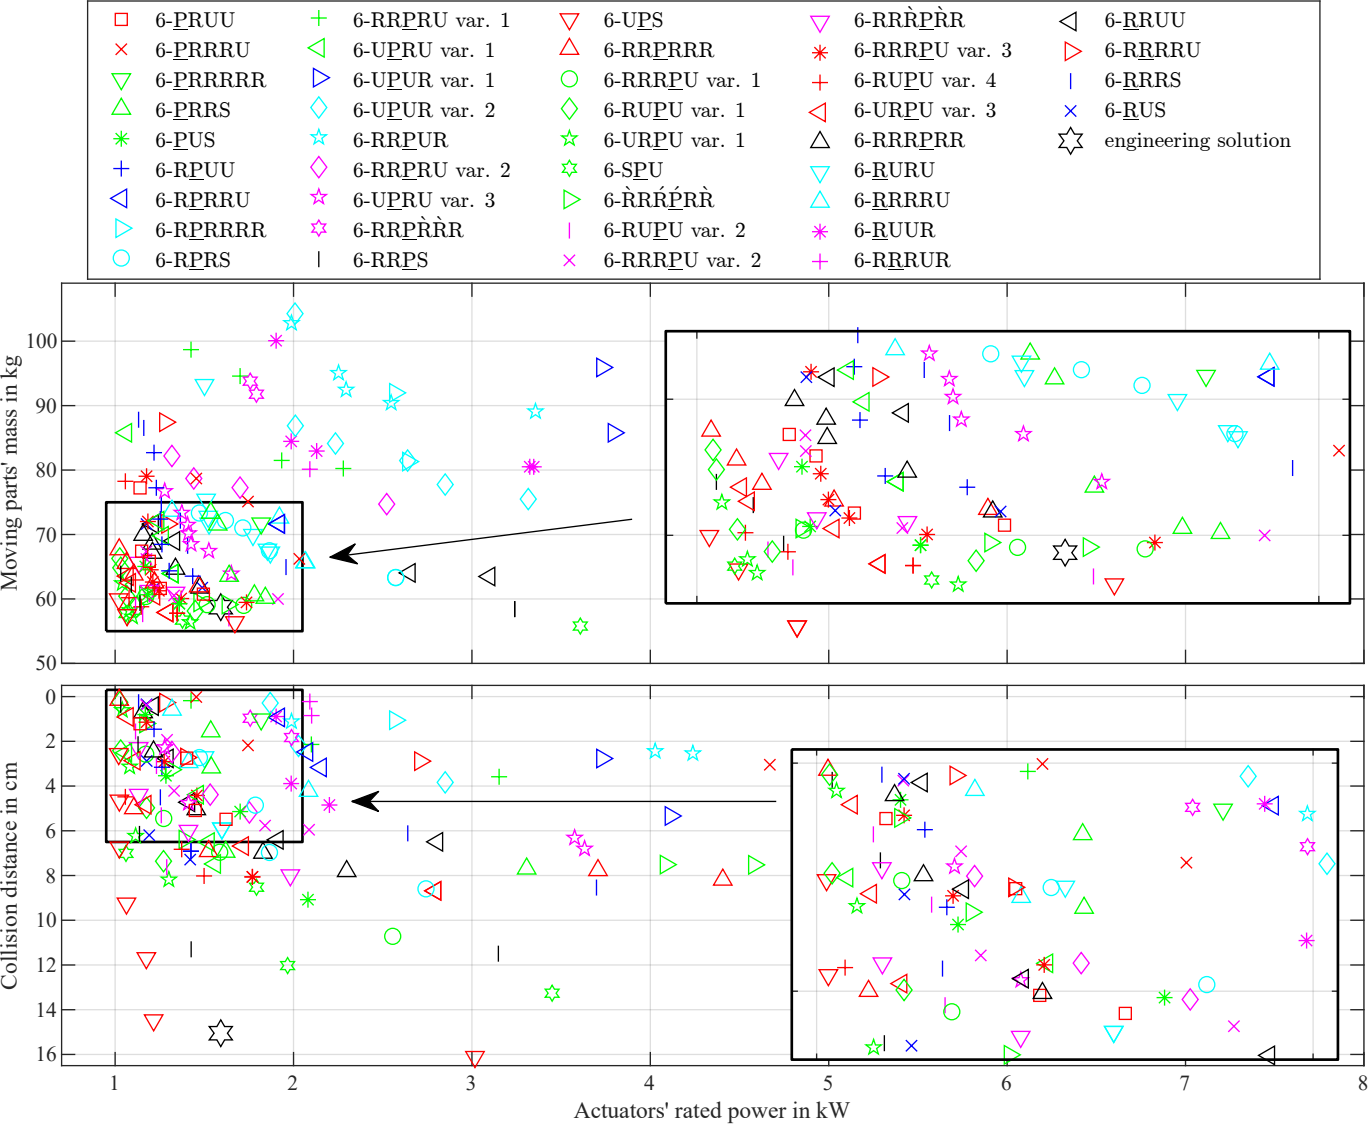 6-PRUU 6-RRPRU var. 1 6-UPS 6-RRR̀PR̀R 6-RRUU
6-PRRRU 6-UPRU var. 1 6-RRPRRR 6-RRRPU var. 3 6-RRRRU
6-PRRRRR 6-UPUR var. 1 6-RRRPU var. 1 6-RUPU var. 4 6-RRRS
6-PRRS 6-UPUR var. 2 6-RUPU var. 1 6-URPU var. 3 6-RUS
6-PUS 6-RRPUR 6-URPU var. 1 6-RRRPRR engineering solution
6-RPUU 6-RRPRU var. 2 6-SPU 6-RURU
6-RPRRU 6-UPRU var. 3 6-R̀RŔṔRR̀ 6-RRRRU
6-RPRRRR 6-RRPR̀R̀R 6-RUPU var. 2 6-RUUR
6-RPRS 6-RRPS 6-RRRPU var. 2 6-RRRUR
Moving parts' mass in kg
100
90
80
70
60
50
Collision distance in cm
0
2
4
6
8
10
12
14
16
1 2 3 4 5 6 7 8
Actuators' rated power in kW